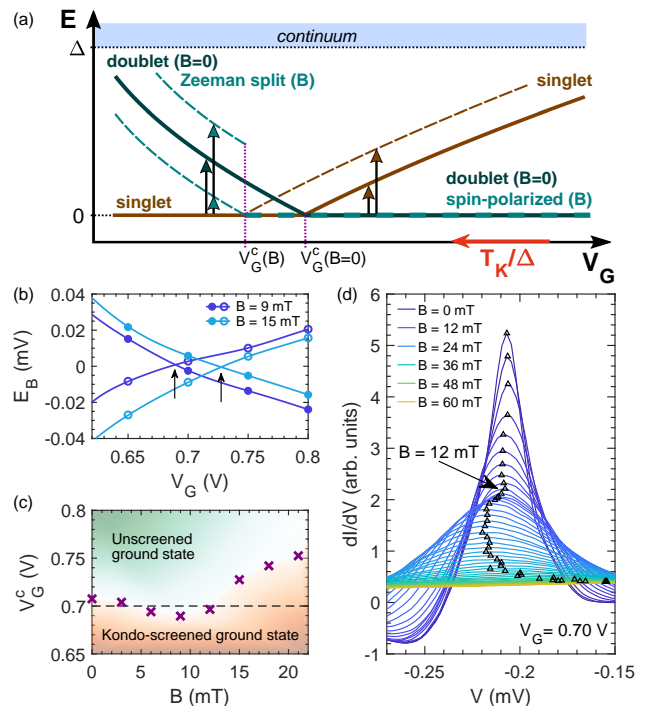 (a)
E
continuum
Δ
doublet (B=0)
Zeeman split (B)
singlet
singlet
doublet (B=0)
spin-polarized (B)
0
V_G^c(B)
V_G^c(B=0)
T_K/Δ
V_G
(b)
0.04
0.02
0
-0.02
-0.04
E_B (mV)
B = 9 mT
B = 15 mT
0.65
0.7
0.75
0.8
V_G (V)
(c)
0.8
0.75
0.7
0.65
V_G^c (V)
Unscreened
ground state
Kondo-screened ground state
0
5
10
15
20
B (mT)
(d)
6
5
4
3
2
1
0
-1
dI/dV (arb. units)
B = 0 mT
B = 12 mT
B = 24 mT
B = 36 mT
B = 48 mT
B = 60 mT
B = 12 mT
V_G= 0.70 V
-0.25
-0.2
-0.15
V (mV)